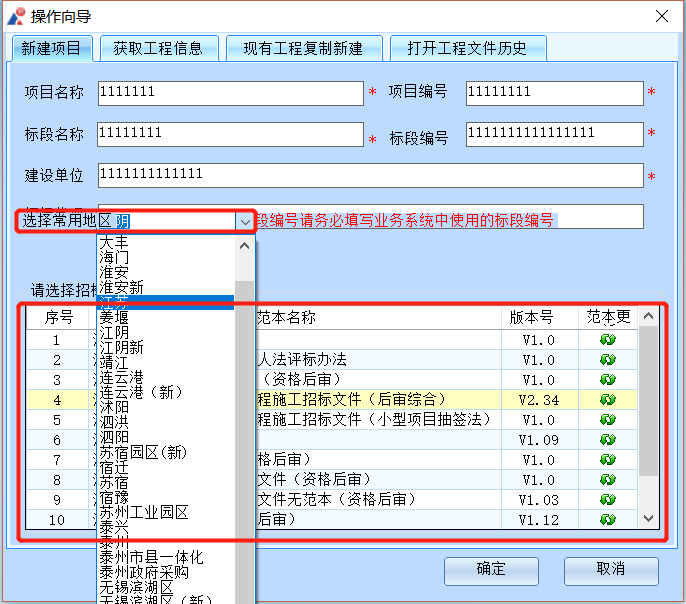 操作向导
新建项目 获取工程信息 现有工程复制新建 打开工程文件历史
项目名称 1111111 * 项目编号 11111111 *
标段名称 11111111 * 标段编号 1111111111111111 *
建设单位 1111111111111 *
选择常用地区 阴 段编号请务必填写业务系统中使用的标段编号
大丰
海门
淮安
淮安新
请选择招标
江苏
姜堰
江阴
江阴新
靖江
连云港
连云港（新）
沭阳
泗洪
泗阳
苏宿园区(新)
宿迁
苏宿
宿豫
苏州工业园区
泰兴
泰州
泰州市县一体化
泰州政府采购
无锡滨湖区
无锡滨湖区（新）
序号 范本名称 版本号 范本更
1 V1.0
2 人法评标办法 V1.0
3 （资格后审） V1.0
4 程施工招标文件（后审综合） V2.34
5 程施工招标文件（小型项目抽签法） V1.0
6 V1.09
7 格后审） V1.0
8 文件（资格后审） V1.0
9 文件无范本（资格后审） V1.03
10 后审） V1.12
确定 取消